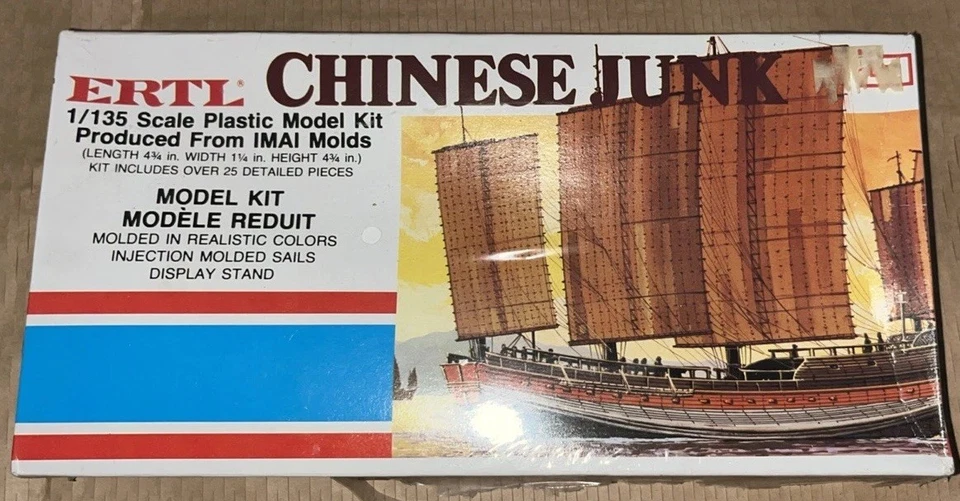 ERTL® CHINESE JUNK
1/135 Scale Plastic Model Kit
Produced From IMAI Molds
(LENGTH 4¾ in. WIDTH 1¼ in. HEIGHT 4¾ in.)
KIT INCLUDES OVER 25 DETAILED PIECES
MODEL KIT
MODÈLE REDUIT
MOLDED IN REALISTIC COLORS
INJECTION MOLDED SAILS
DISPLAY STAND